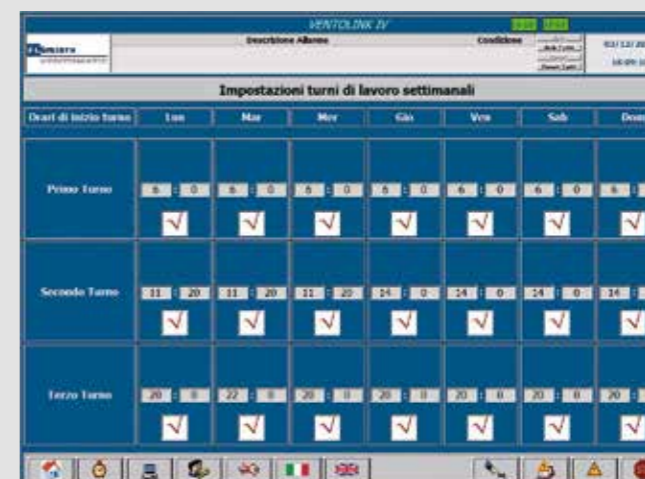 VENTOLINK IV
Descrizione Allarme Condizione
Impostazioni turni di lavoro settimanali
Orari di inizio turno Lun Mar Mer Gio Ven Sab Dom
Primo Turno 6 : 0 6 : 0 6 : 0 6 : 0 6 : 0 6 : 0 6 :
Secondo Turno 11 : 20 11 : 20 11 : 20 14 : 0 14 : 0 14 : 0 14 :
Terzo Turno 20 : 0 22 : 0 20 : 0 20 : 0 20 : 0 20 : 0 20 :